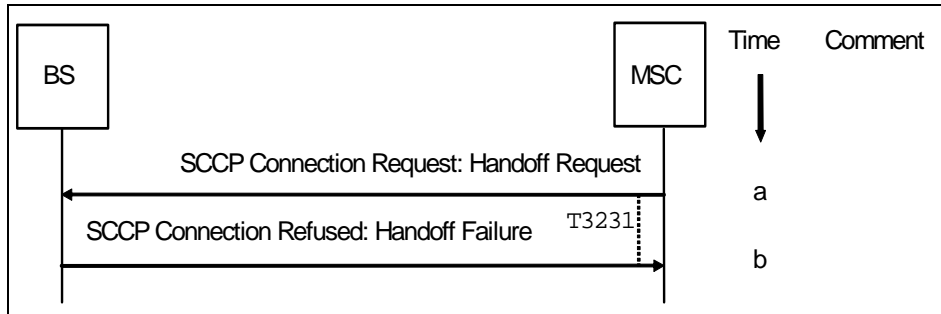 Time Comment
BS MSC
SCCP Connection Request: Handoff Request
a
T3231
SCCP Connection Refused: Handoff Failure
b